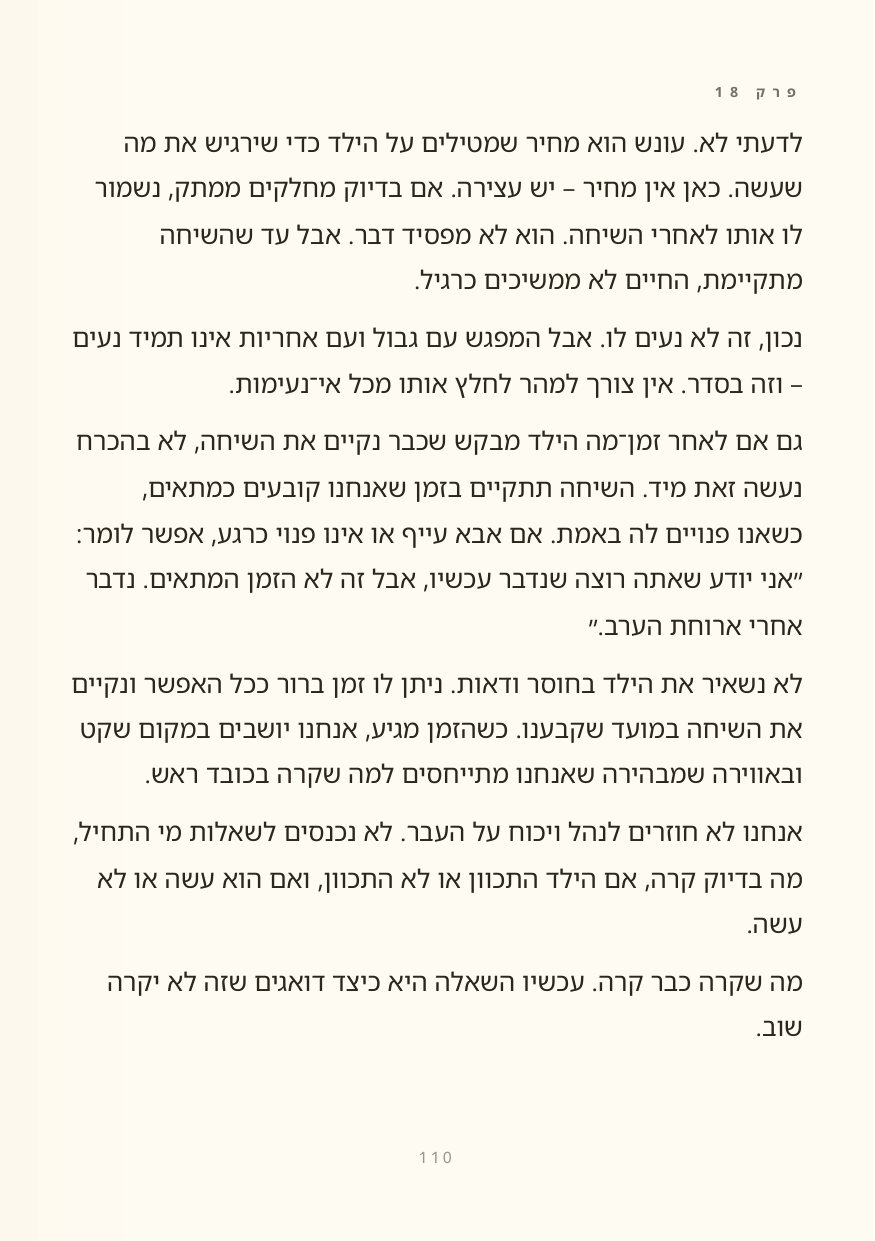 פרק 18
לדעתי לא. עונש הוא מחיר שמטילים על הילד כדי שירגיש את מה
שעשה. כאן אין מחיר – יש עצירה. אם בדיוק מחלקים ממתק, נשמור
לו אותו לאחרי השיחה. הוא לא מפסיד דבר. אבל עד שהשיחה
מתקיימת, החיים לא ממשיכים כרגיל.
נכון, זה לא נעים לו. אבל המפגש עם גבול ועם אחריות אינו תמיד נעים
– וזה בסדר. אין צורך למהר לחלץ אותו מכל אי־נעימות.
גם אם לאחר זמן־מה הילד מבקש שכבר נקיים את השיחה, לא בהכרח
נעשה זאת מיד. השיחה תתקיים בזמן שאנחנו קובעים כמתאים,
כשאנו פנויים לה באמת. אם אבא עייף או אינו פנוי כרגע, אפשר לומר:
״אני יודע שאתה רוצה שנדבר עכשיו, אבל זה לא הזמן המתאים. נדבר
אחרי ארוחת הערב.״
לא נשאיר את הילד בחוסר ודאות. ניתן לו זמן ברור ככל האפשר ונקיים
את השיחה במועד שקבענו. כשהזמן מגיע, אנחנו יושבים במקום שקט
ובאווירה שמבהירה שאנחנו מתייחסים למה שקרה בכובד ראש.
אנחנו לא חוזרים לנהל ויכוח על העבר. לא נכנסים לשאלות מי התחיל,
מה בדיוק קרה, אם הילד התכוון או לא התכוון, ואם הוא עשה או לא
עשה.
מה שקרה כבר קרה. עכשיו השאלה היא כיצד דואגים שזה לא יקרה
שוב.
110